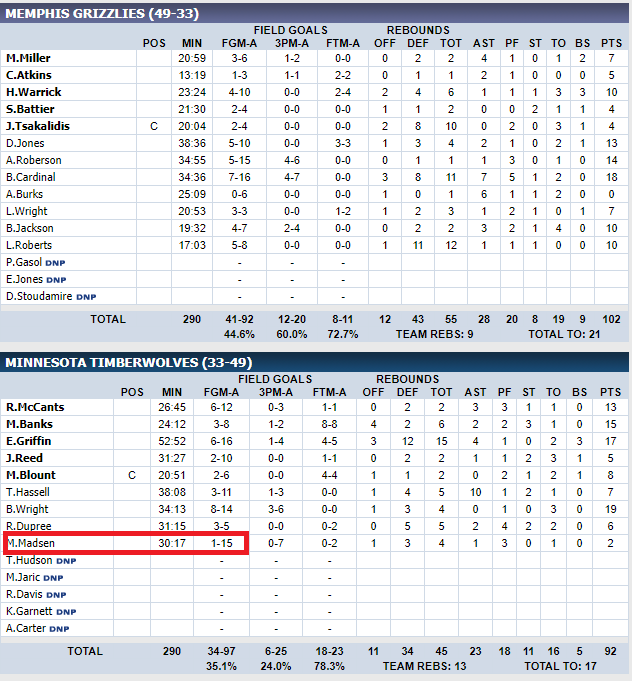 MEMPHIS GRIZZLIES (49-33)
FIELD GOALS REBOUNDS
POS MIN FGM-A 3PM-A FTM-A OFF DEF TOT AST PF ST TO BS PTS
M.Miller 20:59 3-6 1-2 0-0 0 2 2 4 1 0 1 2 7
C.Atkins 13:19 1-3 1-1 2-2 0 1 1 2 1 0 0 0 5
H.Warrick 23:24 4-10 0-0 2-4 2 4 6 1 1 1 3 3 10
S.Battier 21:30 2-4 0-0 0-0 1 1 2 0 0 2 1 1 4
J.Tsakalidis C 20:04 2-4 0-0 0-0 2 8 10 0 2 0 3 1 4
D.Jones 38:36 5-10 0-0 3-3 1 3 4 2 1 0 2 1 13
A.Roberson 34:55 5-15 4-6 0-0 0 1 1 1 3 0 1 0 14
B.Cardinal 34:36 7-16 4-7 0-0 3 8 11 7 5 1 2 0 18
A.Burks 25:09 0-6 0-0 0-0 1 0 1 6 1 1 2 0 0
L.Wright 20:53 3-3 0-0 1-2 1 2 3 1 2 1 0 1 7
B.Jackson 19:32 4-7 2-4 0-0 0 2 2 3 2 1 4 0 10
L.Roberts 17:03 5-8 0-0 0-0 1 11 12 1 1 1 0 0 10
P.Gasol DNP - - -
E.Jones DNP - - -
D.Stoudamire DNP - - -
TOTAL 290 41-92 12-20 8-11 12 43 55 28 20 8 19 9 102
44.6% 60.0% 72.7% TEAM REBS: 9 TOTAL TO: 21
MINNESOTA TIMBERWOLVES (33-49)
FIELD GOALS REBOUNDS
POS MIN FGM-A 3PM-A FTM-A OFF DEF TOT AST PF ST TO BS PTS
R.McCants 26:45 6-12 0-3 1-1 0 2 2 3 3 1 1 0 13
M.Banks 24:12 3-8 1-2 8-8 4 2 6 2 2 3 1 0 15
E.Griffin 52:52 6-16 1-4 4-5 3 12 15 4 1 0 2 3 17
J.Reed 31:27 2-10 0-0 1-1 0 2 2 1 1 2 3 1 5
M.Blount C 20:51 2-6 0-0 4-4 1 1 2 0 2 1 2 1 8
T.Hassell 38:08 3-11 1-3 0-0 1 4 5 10 1 2 1 0 7
B.Wright 34:13 8-14 3-6 0-0 1 3 4 0 1 0 3 0 19
R.Dupree 31:15 3-5 0-0 0-2 0 5 5 2 4 2 2 0 6
M.Madsen 30:17 1-15 0-7 0-2 1 3 4 1 3 0 1 0 2
T.Hudson DNP - - -
M.Jaric DNP - - -
R.Davis DNP - - -
K.Garnett DNP - - -
A.Carter DNP - - -
TOTAL 290 34-97 6-25 18-23 11 34 45 23 18 11 16 5 92
35.1% 24.0% 78.3% TEAM REBS: 13 TOTAL TO: 17